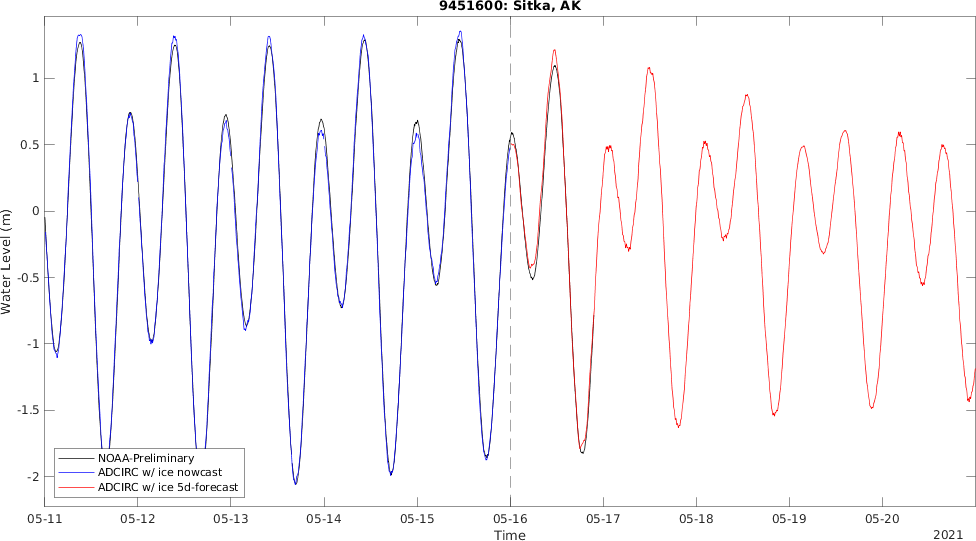 9451600: Sitka, AK
1
0.5
0
-0.5
-1
-1.5
-2
Water Level (m)
NOAA-Preliminary
ADCIRC w/ ice nowcast
ADCIRC w/ ice 5d-forecast
05-11 05-12 05-13 05-14 05-15 05-16 05-17 05-18 05-19 05-20
Time
2021